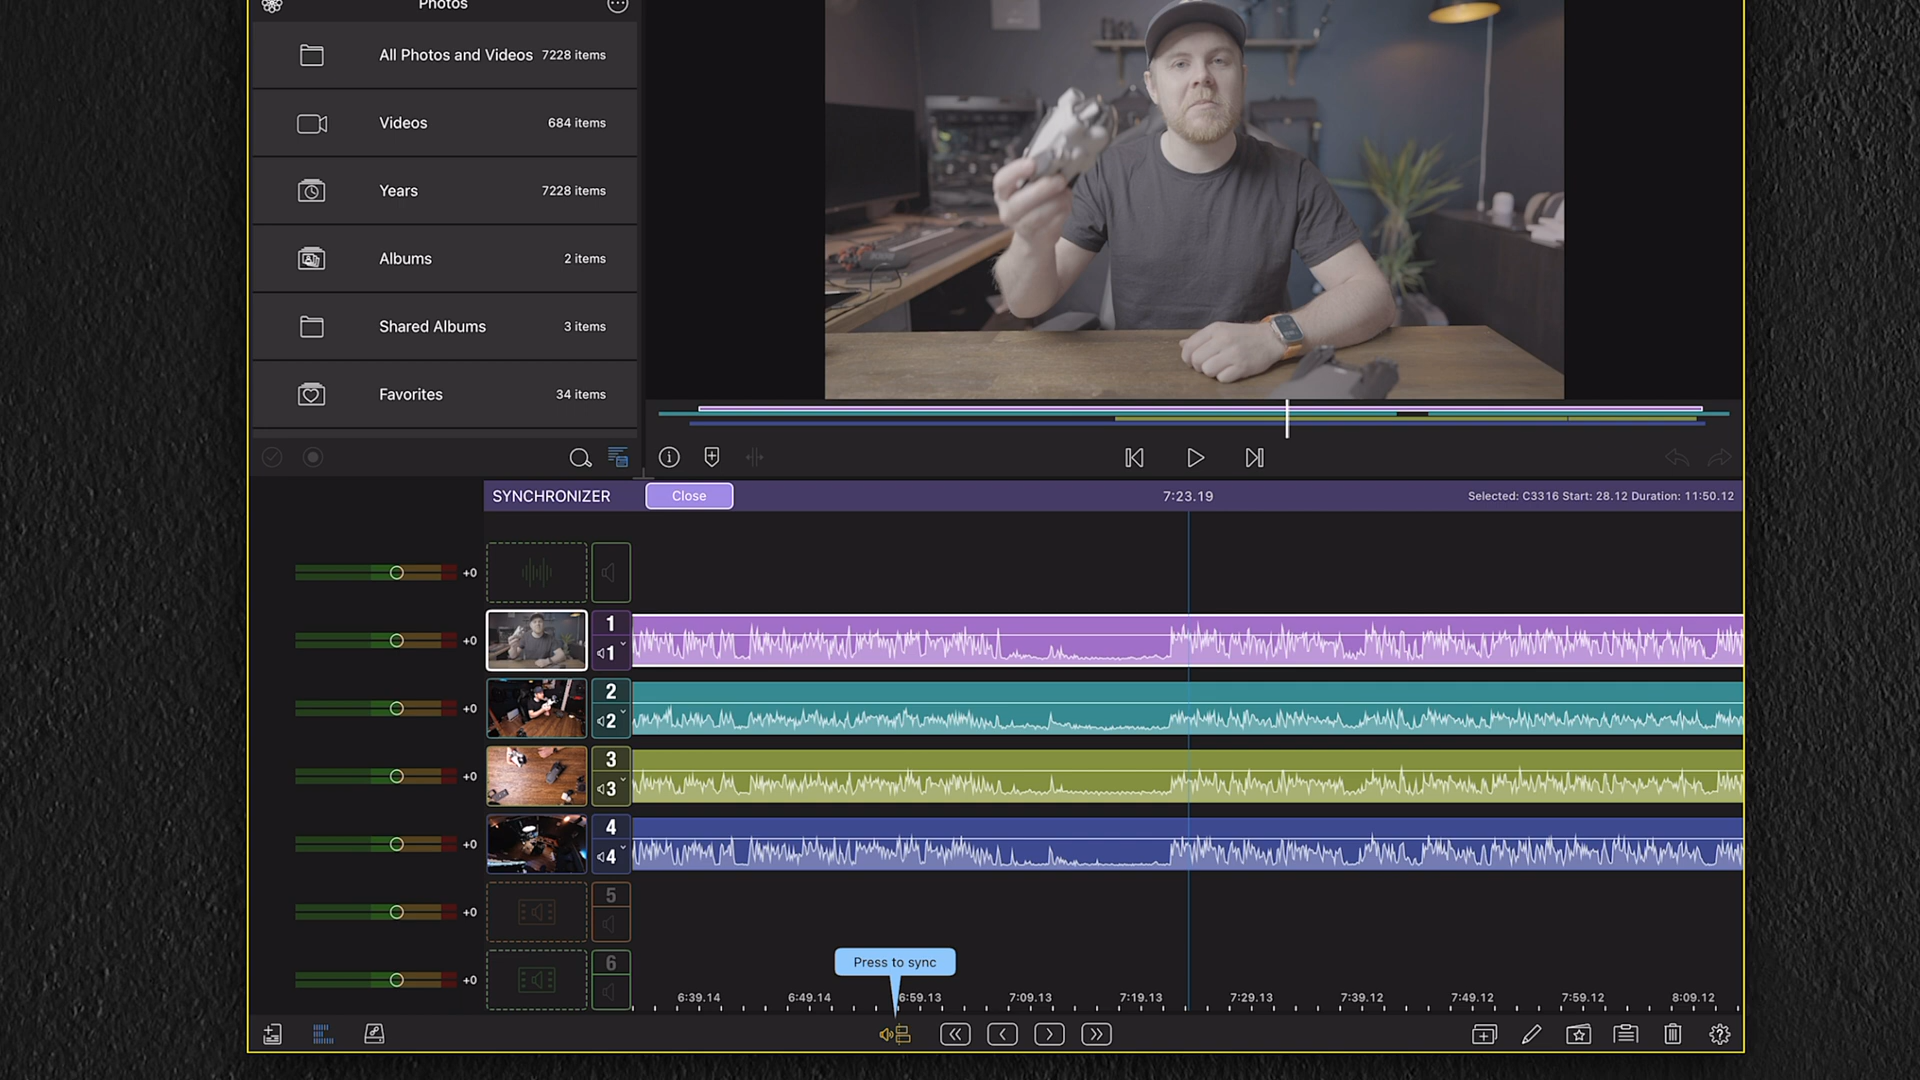 Photos
All Photos and Videos 7228 items
Videos 684 items
Years 7228 items
Albums 2 items
Shared Albums 3 items
Favorites 34 items
SYNCHRONIZER Close 7:23.19 Selected: C3316 Start: 28.12 Duration: 11:50.12
+0
+0 1
1
+0 2
2
+0 3
3
+0 4
4
+0 5
+0 6
Press to sync
6:39.14 6:49.14 6:59.13 7:09.13 7:19.13 7:29.13 7:39.12 7:49.12 7:59.12 8:09.12